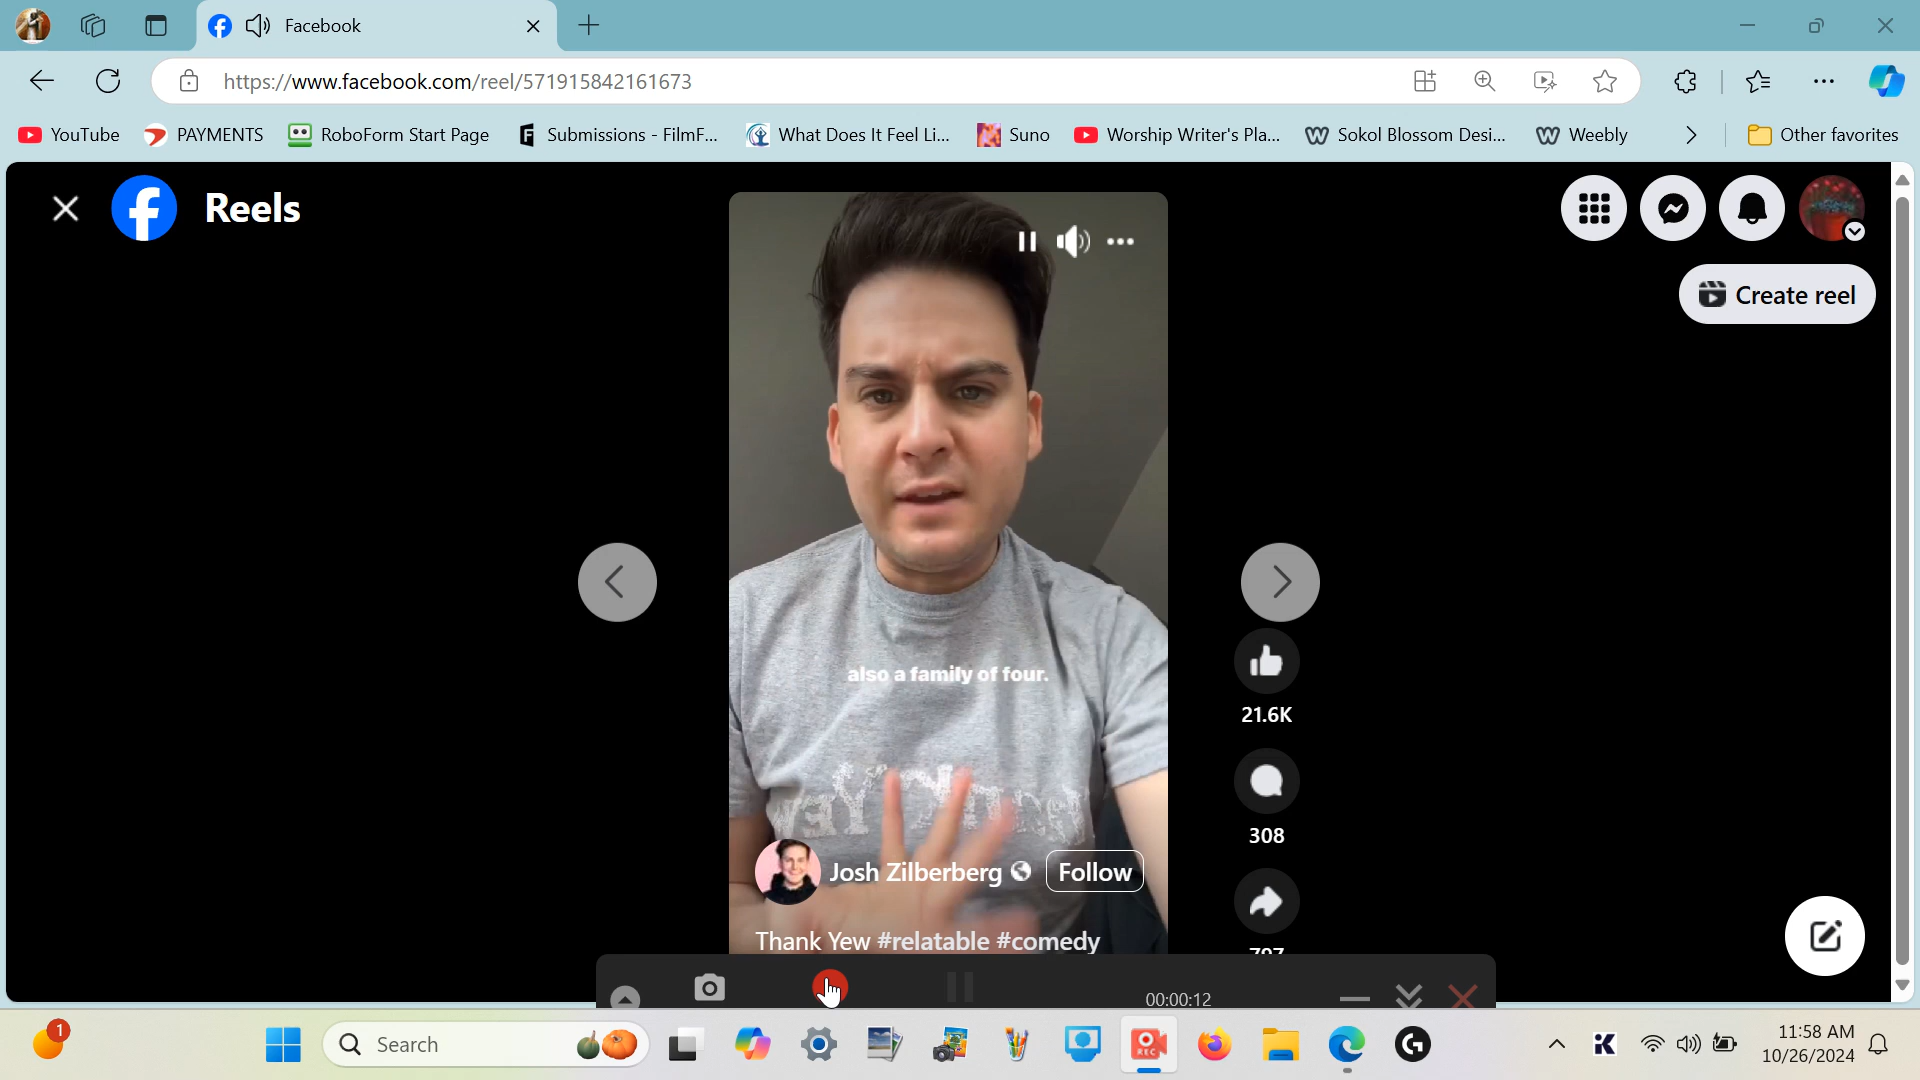 Facebook
https://www.facebook.com/reel/571915842161673
YouTube
PAYMENTS
RoboForm Start Page
Submissions - FilmF...
What Does It Feel Li...
Suno
Worship Writer's Pla...
Sokol Blossom Desi...
Weebly
Other favorites
Reels
Create reel
also a family of four.
21.6K
308
Josh Zilberberg
Follow
Thank Yew #relatable #comedy
00:00:12
1
Search
REC
11:58 AM
10/26/2024